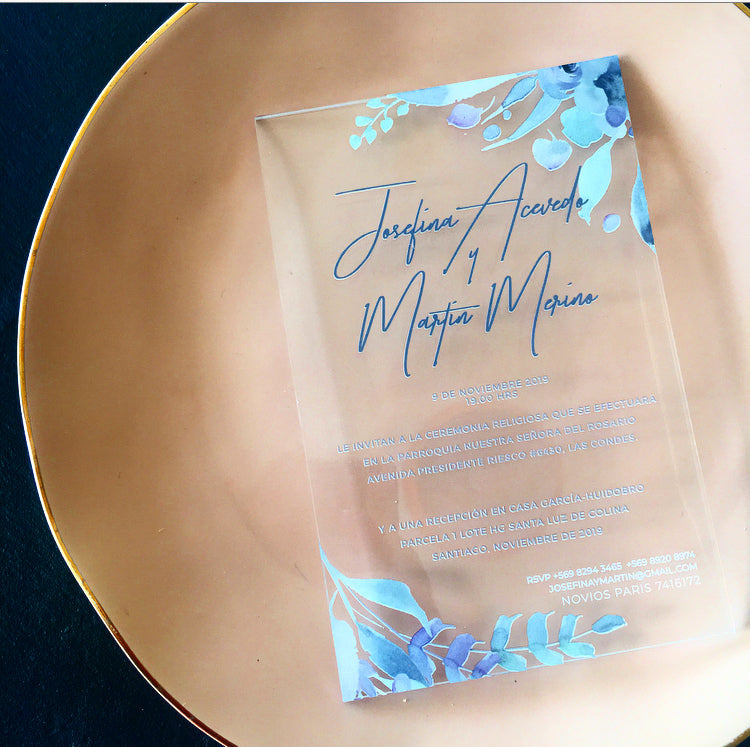 Josefina Acevedo
y
Martín Merino
9 DE NOVIEMBRE 2019
19.00 HRS
LE INVITAN A LA CEREMONIA RELIGIOSA QUE SE EFECTUARA
EN LA PARROQUIA NUESTRA SEÑORA DEL ROSARIO
AVENIDA PRESIDENTE RIESCO #6480, LAS CONDES.
Y A UNA RECEPCIÓN EN CASA GARCÍA-HUIDOBRO
PARCELA 1 LOTE HG SANTA LUZ DE COLINA
SANTIAGO, NOVIEMBRE DE 2019
RSVP +569 8294 3465 +569 8920 8974
JOSEFINAYMARTIN@GMAIL.COM
NOVIOS PARIS 7416172